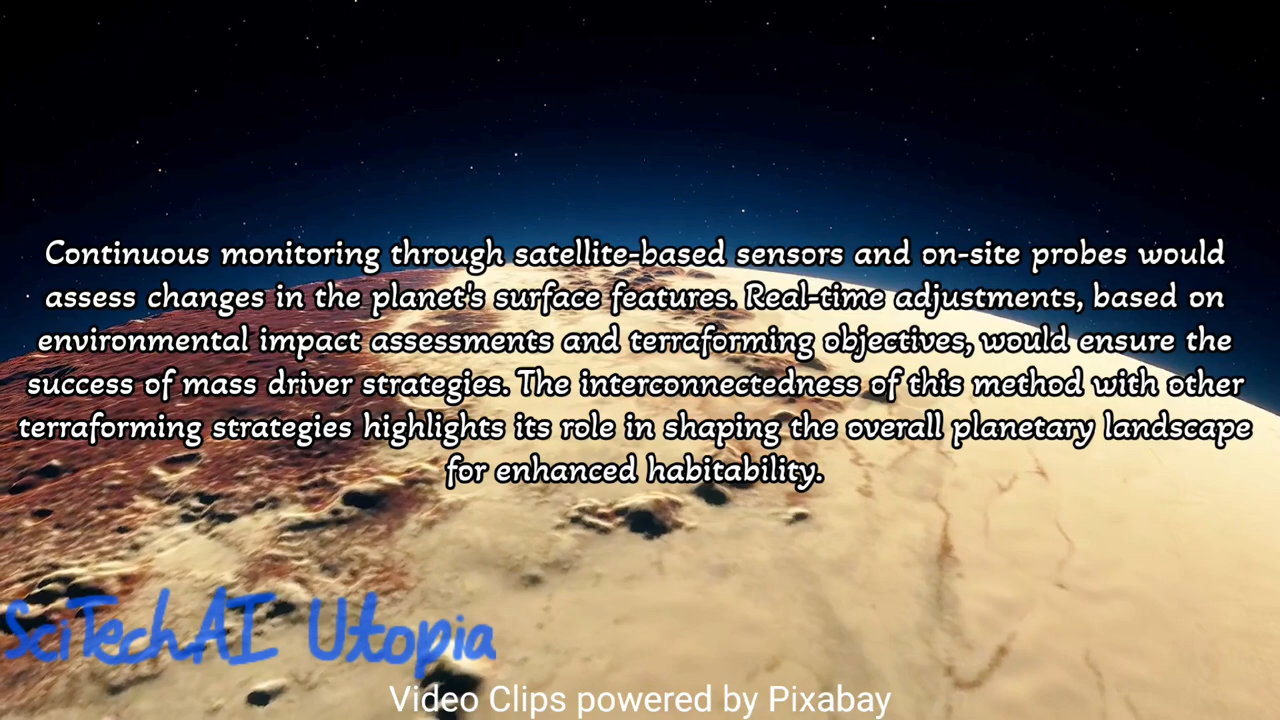 Continuous monitoring through satellite-based sensors and on-site probes would
assess changes in the planet's surface features. Real-time adjustments, based on
environmental impact assessments and terraforming objectives, would ensure the
success of mass driver strategies. The interconnectedness of this method with other
terraforming strategies highlights its role in shaping the overall planetary landscape
for enhanced habitability.
SciTechAI Utopia
Video Clips powered by Pixabay